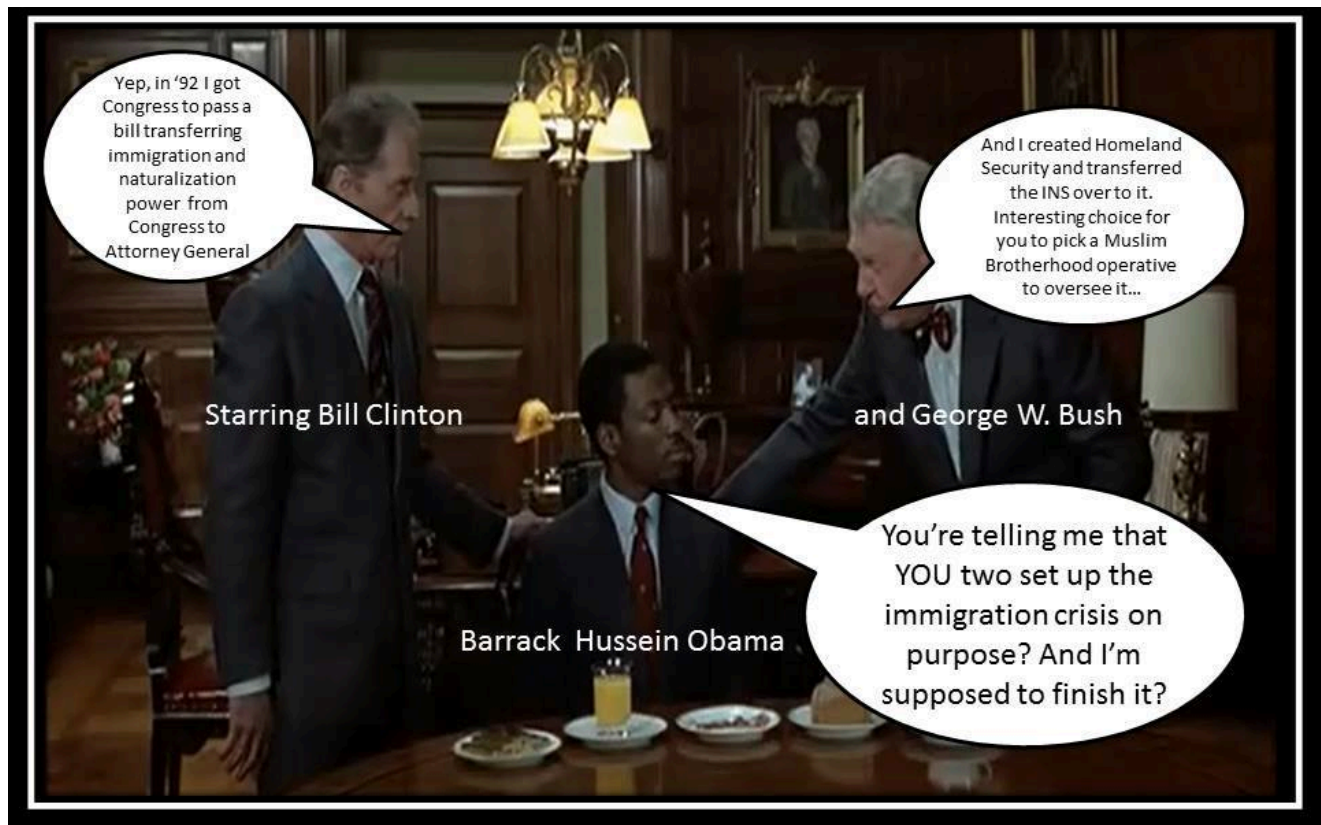 Yep, in ‘92 I got
Congress to pass a
bill transferring
immigration and
naturalization
power from
Congress to
Attorney General
And I created Homeland
Security and transferred
the INS over to it.
Interesting choice for
you to pick a Muslim
Brotherhood operative
to oversee it...
Starring Bill Clinton
and George W. Bush
You’re telling me that
YOU two set up the
immigration crisis on
purpose? And I’m
supposed to finish it?
Barrack Hussein Obama